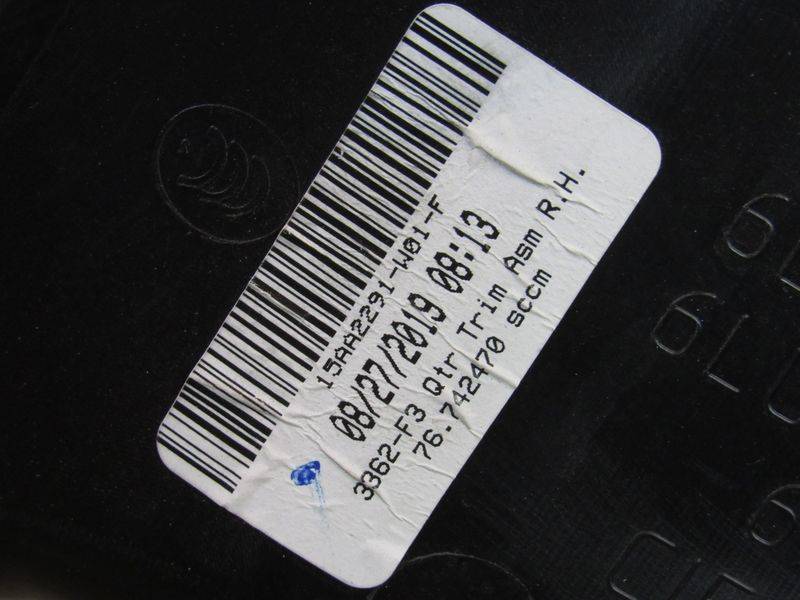 15AA2291-W01-F
08/27/2019 08:13
3362-F3 Qtr Trim Asm R.H.
76.742470 sccm